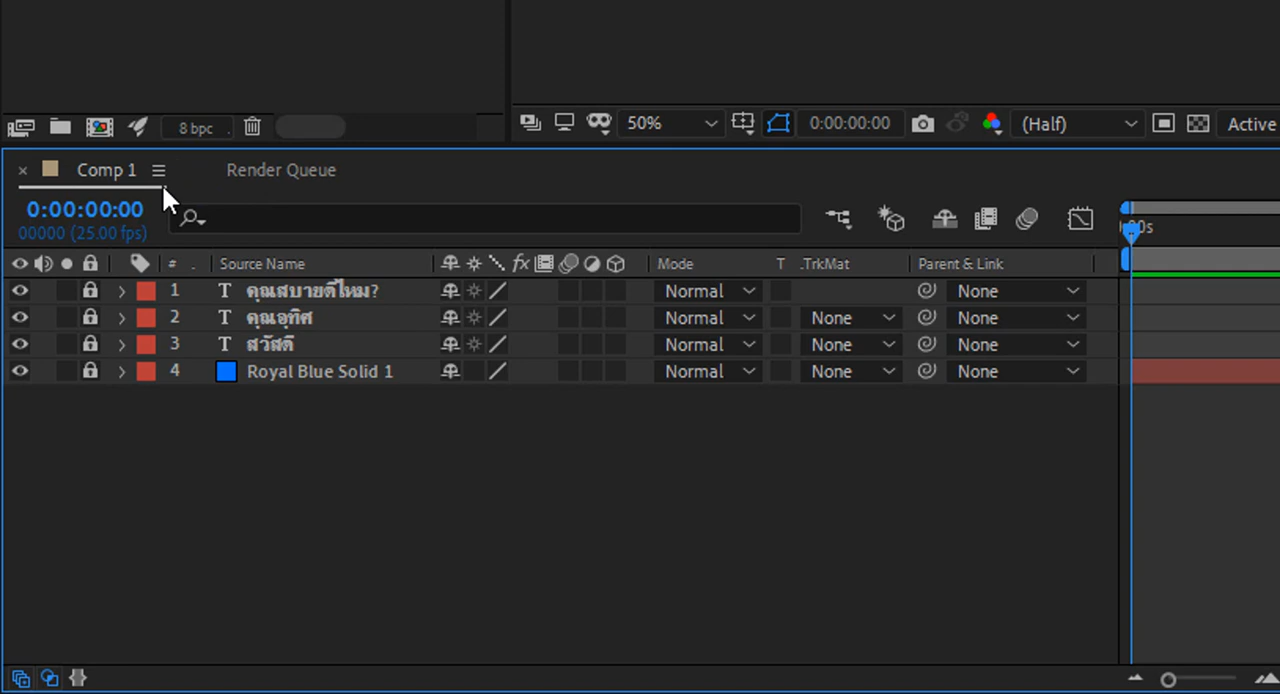 8 bpc
50%
0:00:00:00
(Half)
Active
Comp 1
Render Queue
0:00:00:00
00000 (25.00 fps)
:00s
# Source Name Mode T .TrkMat Parent & Link
1 T คุณสบายดีไหม? Normal None
2 T คุณอุทิศ Normal None None
3 T สวัสดี Normal None None
4 Royal Blue Solid 1 Normal None None